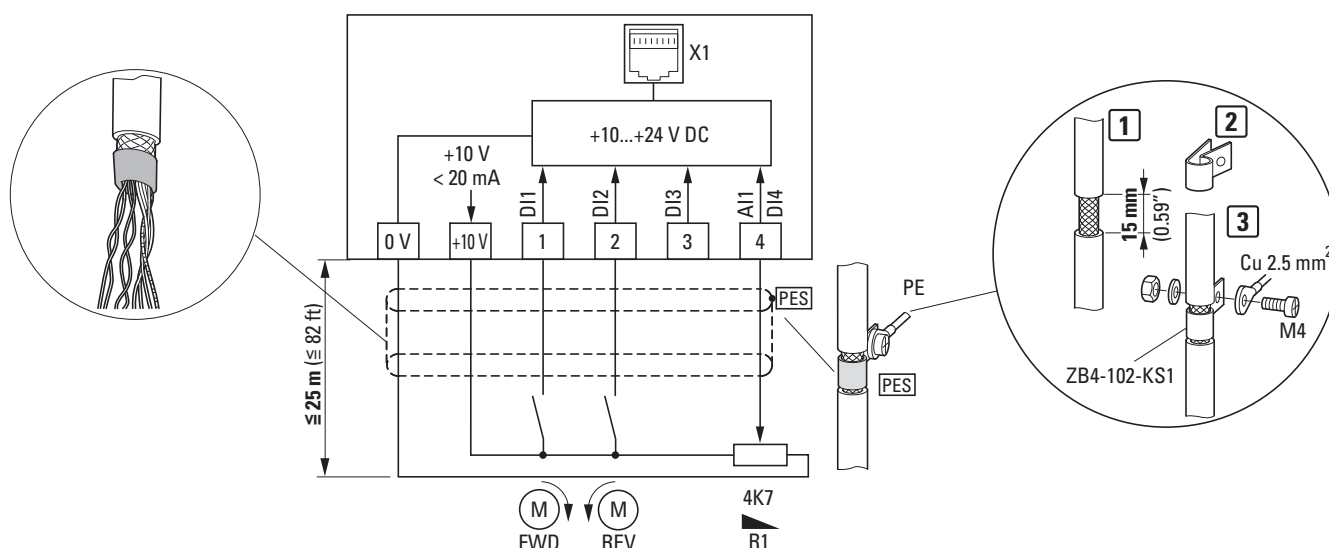 X1
+10...+24 V DC
+10 V
< 20 mA
DI1
DI2
DI3
AI1
DI4
0 V
+10 V
1
2
3
4
≦ 25 m (≦ 82 ft)
PES
PE
PES
M
FWD
M
REV
4K7
R1
1
2
3
15 mm
(0.59″)
Cu 2.5 mm²
M4
ZB4-102-KS1